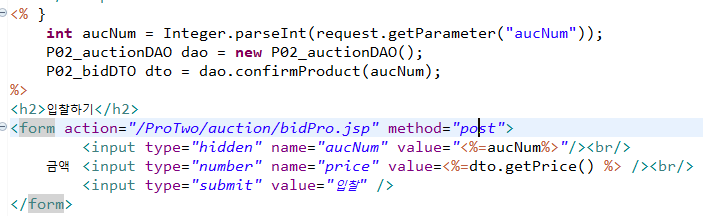 <% }
int aucNum = Integer.parseInt(request.getParameter("aucNum"));
P02_auctionDAO dao = new P02_auctionDAO();
P02_bidDTO dto = dao.confirmProduct(aucNum);
%>
<h2>입찰하기</h2>
<form action="/ProTwo/auction/bidPro.jsp" method="post">
<input type="hidden" name="aucNum" value="<%=aucNum%>"/><br/>
금액 <input type="number" name="price" value=<%=dto.getPrice() %> /><br/>
<input type="submit" value="입찰" />
</form>